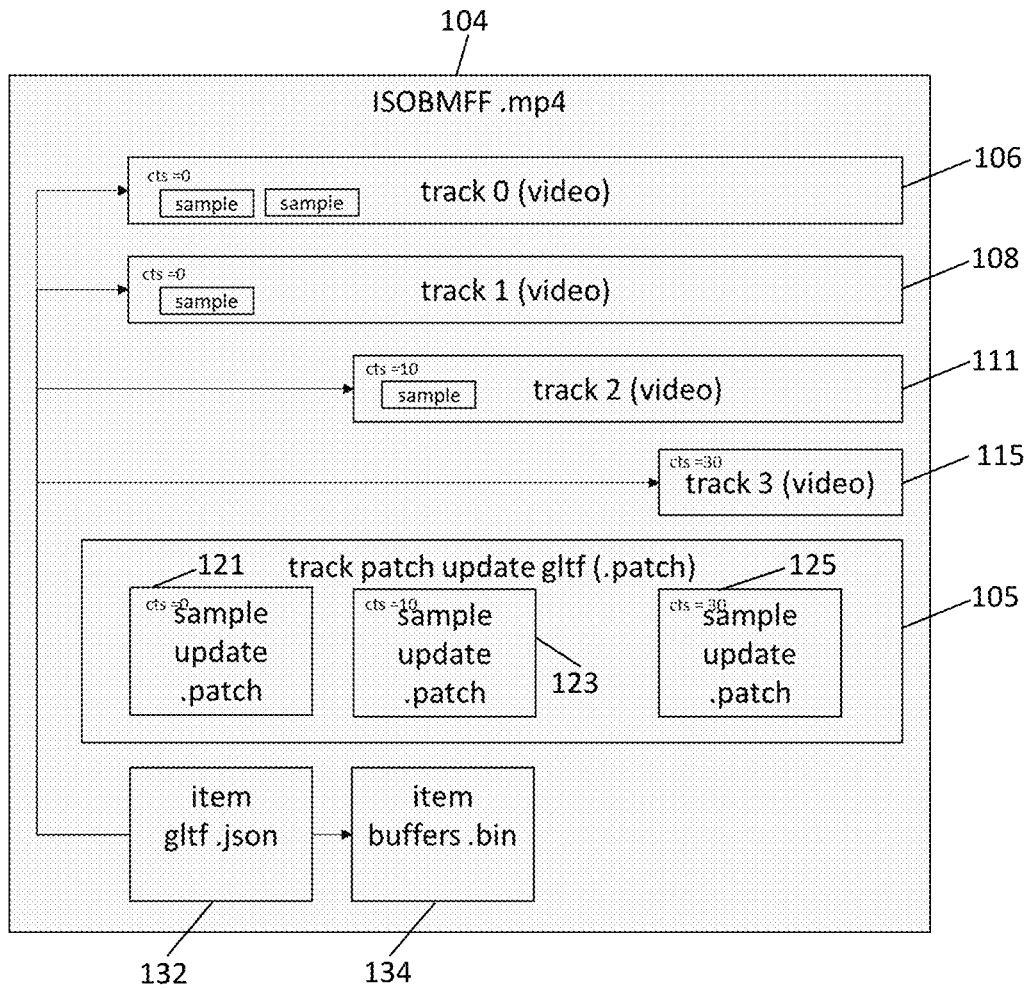 104
ISOBMFF .mp4
cts =0
sample
sample
track 0 (video)
106
cts =0
sample
track 1 (video)
108
cts =10
sample
track 2 (video)
111
cts =30
track 3 (video)
115
track patch update gltf (.patch)
121
125
105
cts =0
sample
update
.patch
cts =10
sample
update
.patch
123
cts = 30
sample
update
.patch
item
gltf .json
item
buffers .bin
132
134